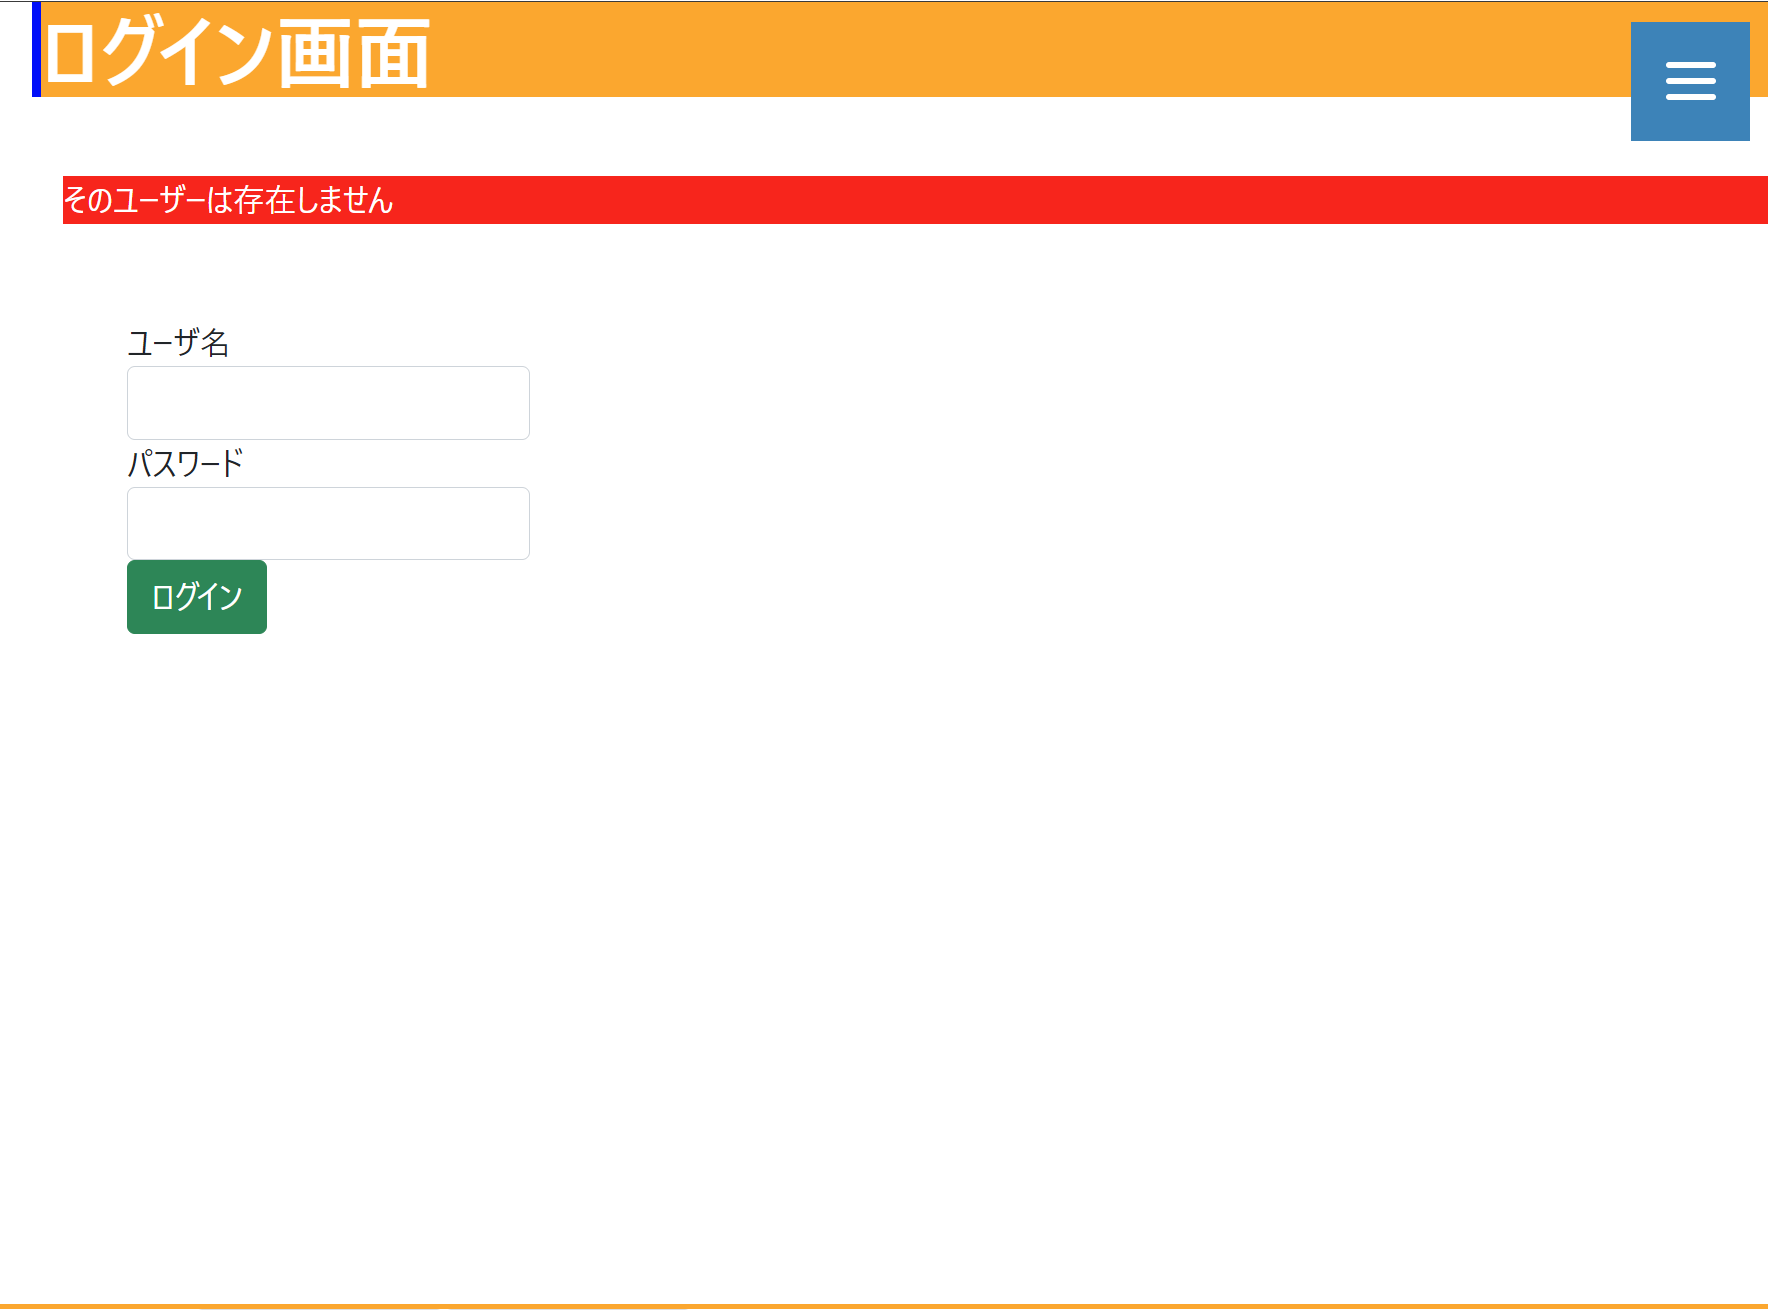 ログイン画面
そのユーザーは存在しません
ユーザ名
パスワード
ログイン